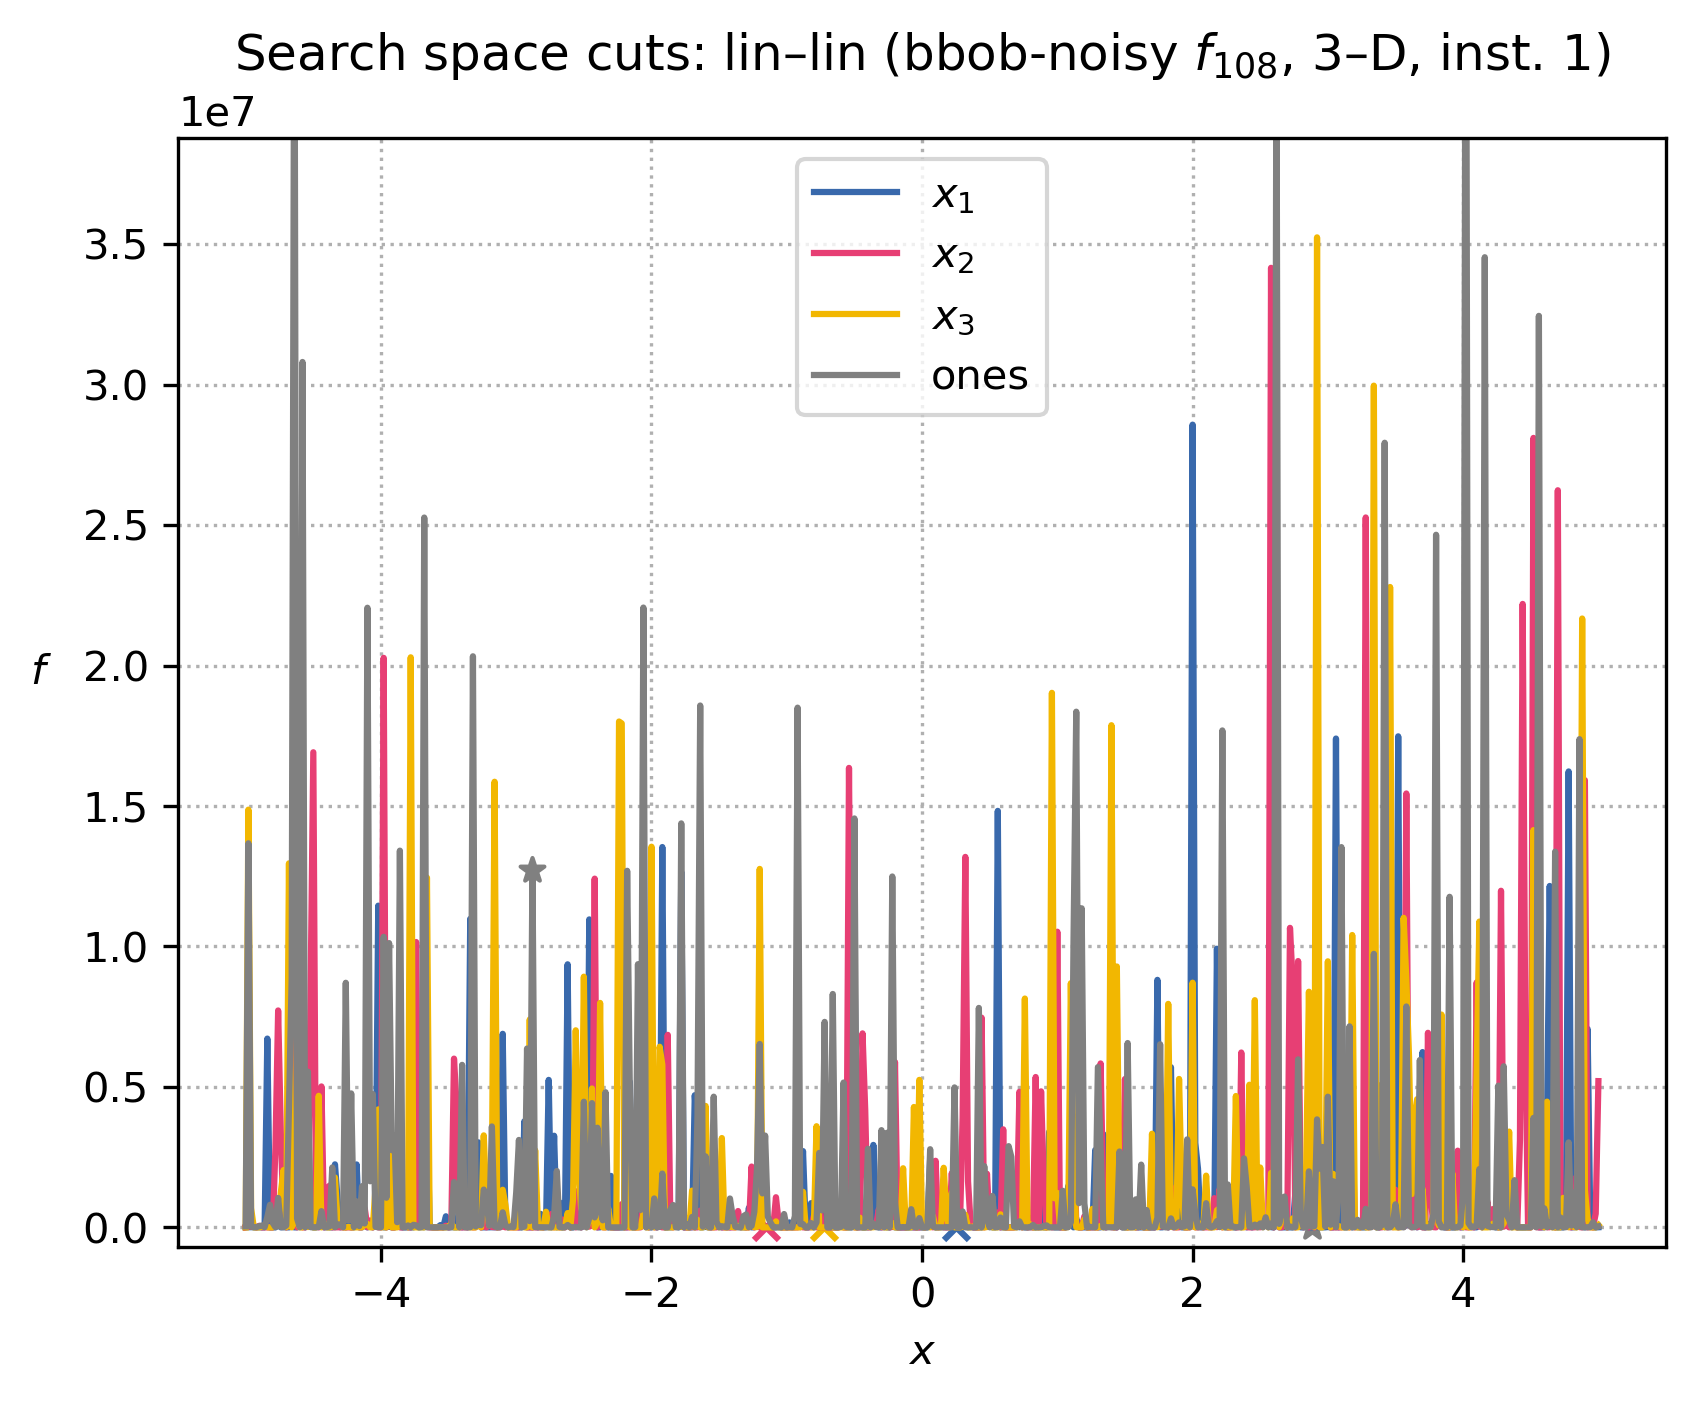 Search space cuts: lin–lin (bbob-noisy f₁₀₈, 3–D, inst. 1)
1e7
x₁
x₂
x₃
ones
3.5
3.0
2.5
2.0
1.5
1.0
0.5
0.0
f
−4 −2 0 2 4
x